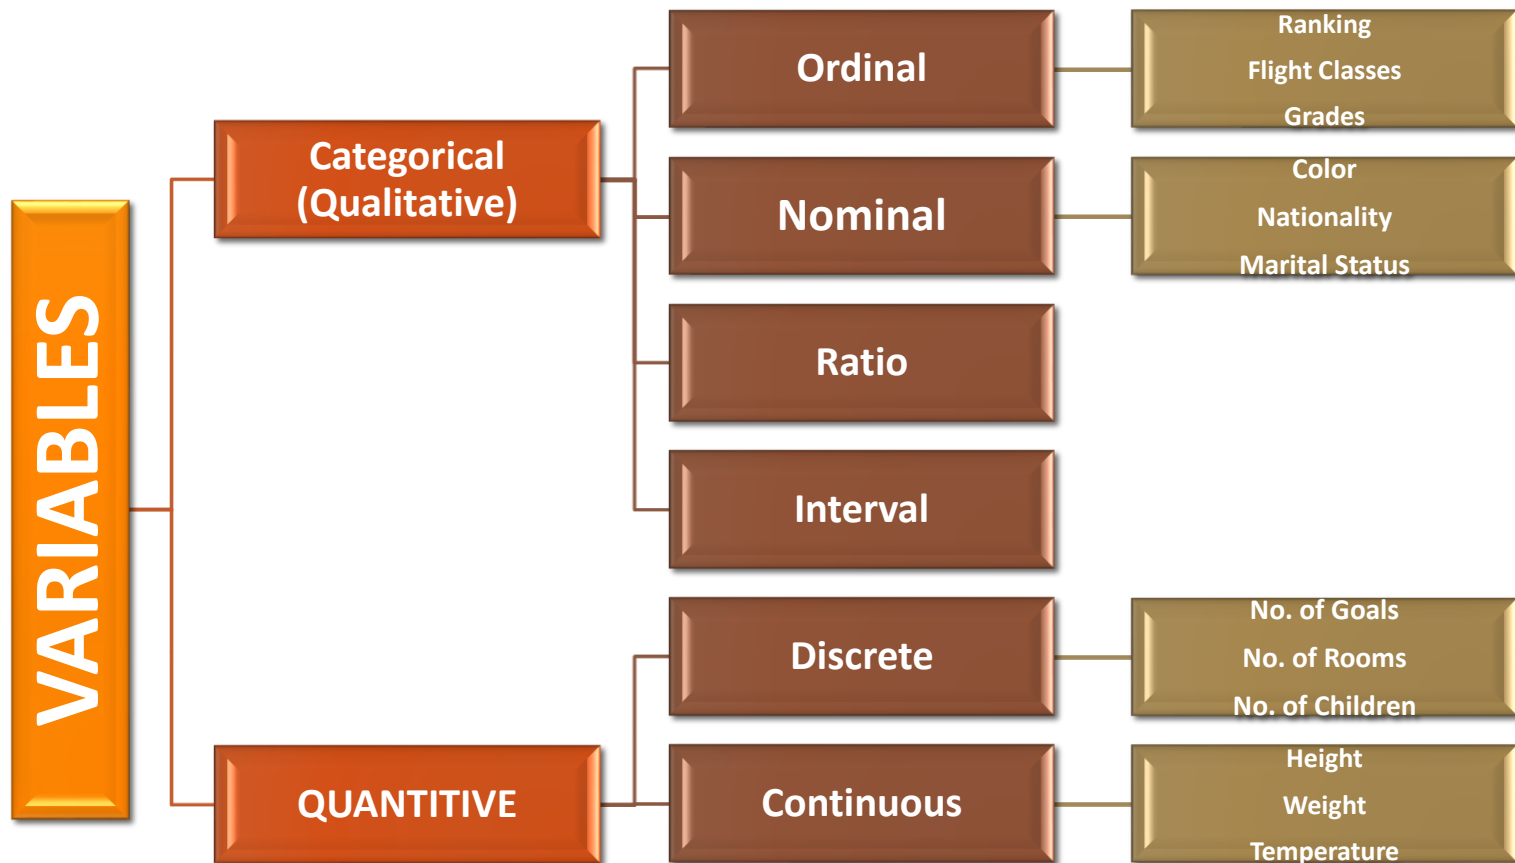 VARIABLES
Categorical
(Qualitative)
Ordinal
Ranking
Flight Classes
Grades
Nominal
Color
Nationality
Marital Status
Ratio
Interval
QUANTITIVE
Discrete
No. of Goals
No. of Rooms
No. of Children
Continuous
Height
Weight
Temperature